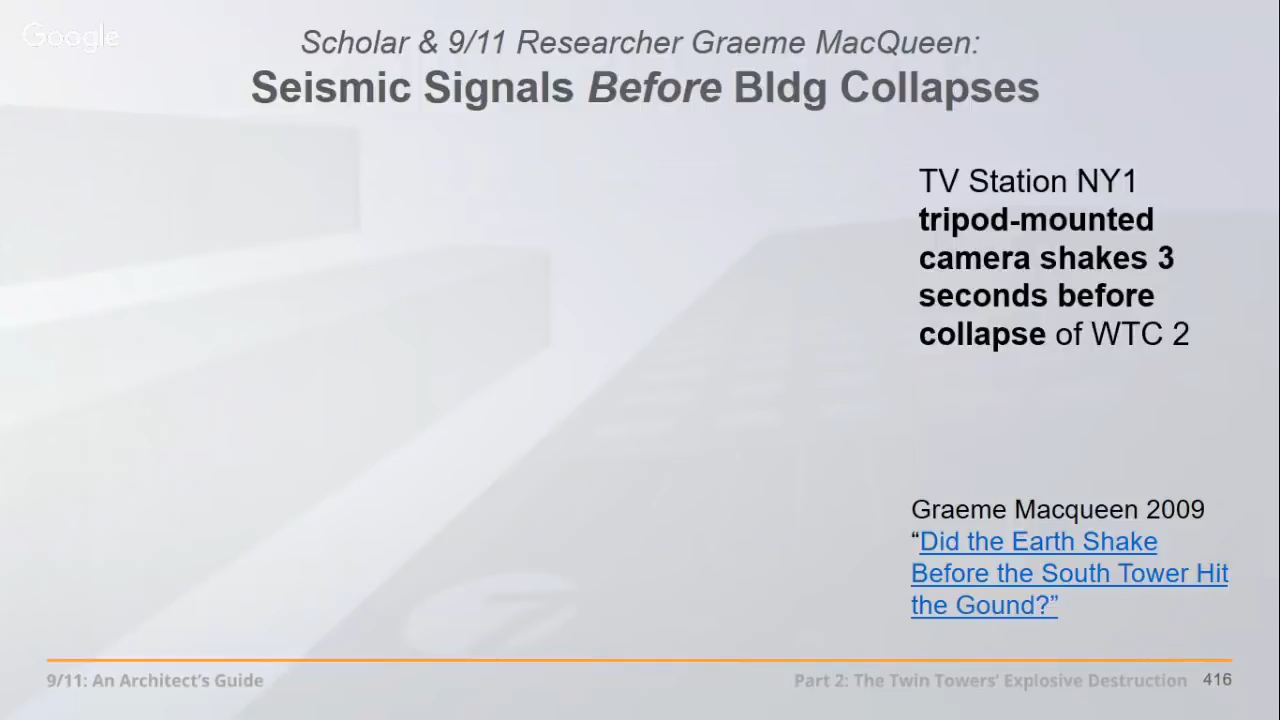 Google
Scholar & 9/11 Researcher Graeme MacQueen:
Seismic Signals Before Bldg Collapses
TV Station NY1
tripod-mounted
camera shakes 3
seconds before
collapse of WTC 2
Graeme Macqueen 2009
“Did the Earth Shake
Before the South Tower Hit
the Gound?”
9/11: An Architect's Guide
Part 2: The Twin Towers' Explosive Destruction 416